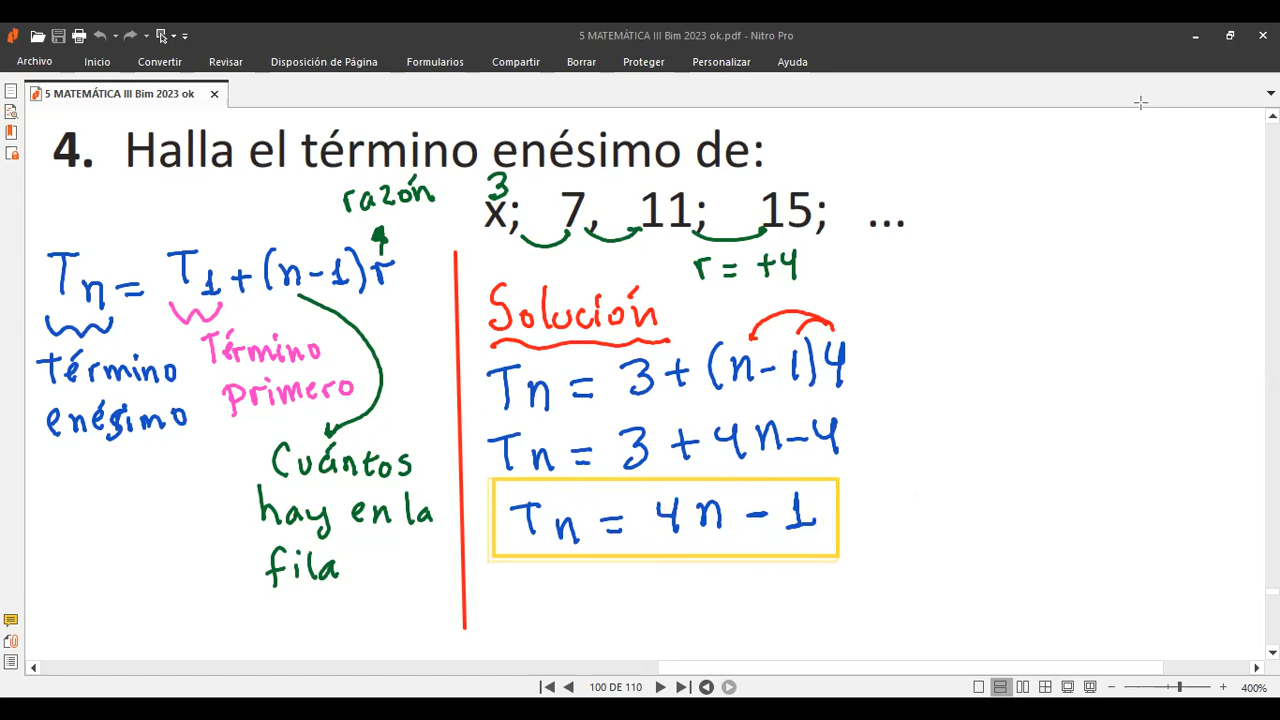 5 MATEMÁTICA III Bim 2023 ok.pdf - Nitro Pro
Archivo Inicio Convertir Revisar Disposición de Página Formularios Compartir Borrar Proteger Personalizar Ayuda
5 MATEMÁTICA III Bim 2023 ok
4. Halla el término enésimo de:
3
x; 7, 11; 15; ...
r = +4
razón
Tn = T1 + (n-1)r
término
enésimo
Término
primero
Cuántos
hay en la
fila
Solución
Tn = 3 + (n-1)4
Tn = 3 + 4n-4
Tn = 4n - 1
100 DE 110
400%